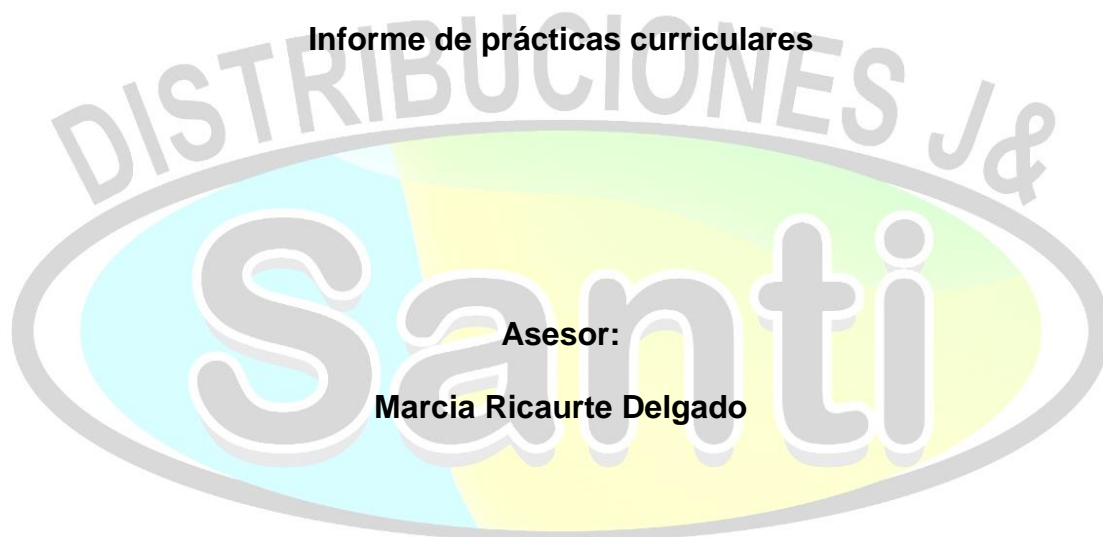 Informe de prácticas curriculares
DISTRIBUCIONES J&
Santi
Asesor:
Marcia Ricaurte Delgado